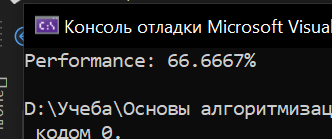 Консоль отладки Microsoft Visual
Performance: 66.6667%
D:\Учеба\Основы алгоритмизац
кодом 0.